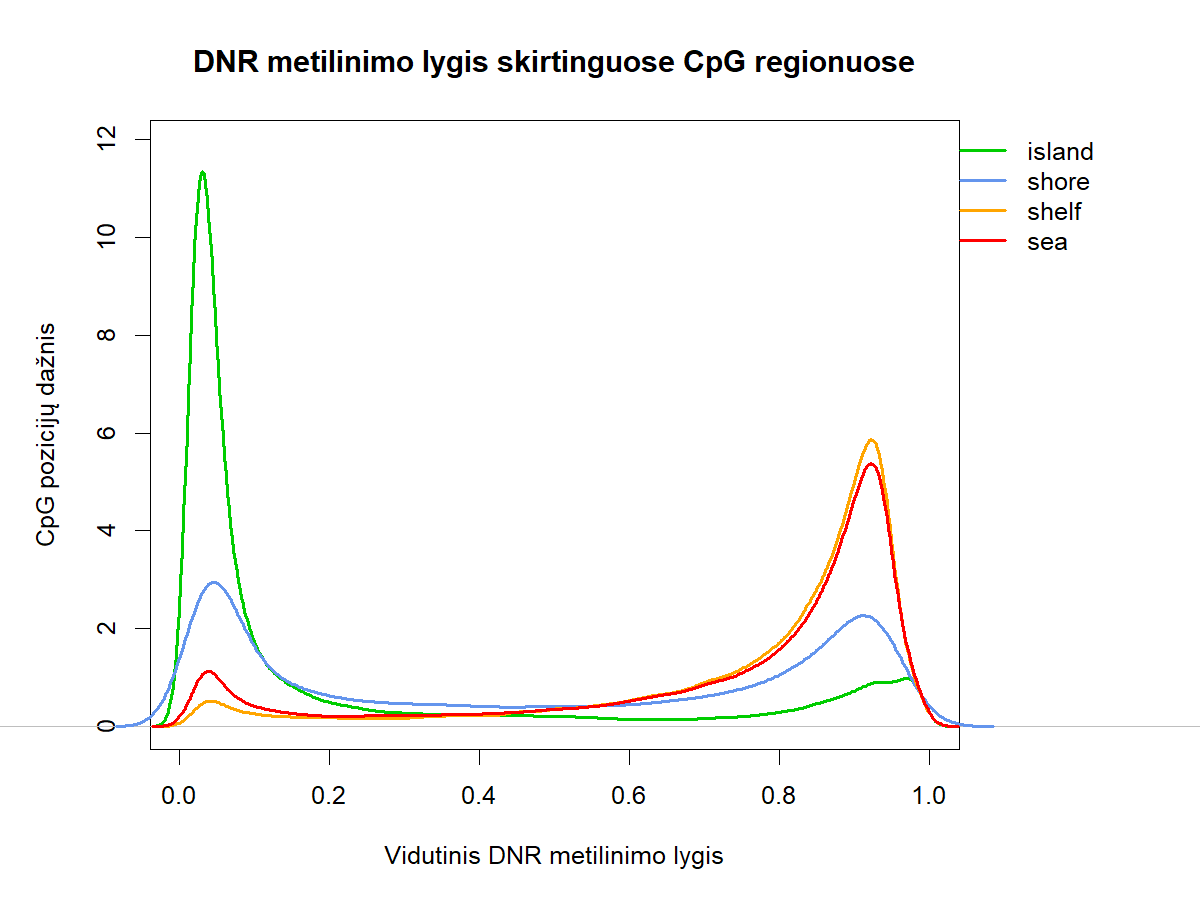 DNR metilinimo lygis skirtinguose CpG regionuose
12
10
8
6
4
2
0
CpG pozicijų dažnis
island
shore
shelf
sea
0.0 0.2 0.4 0.6 0.8 1.0
Vidutinis DNR metilinimo lygis